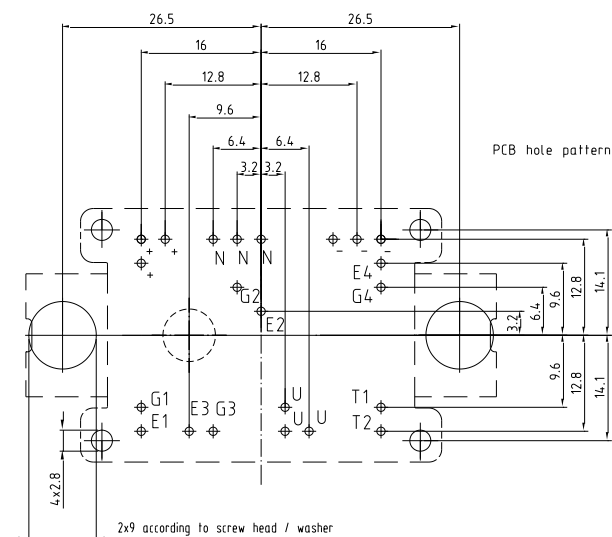 26.5 26.5
16 16
12.8 12.8
9.6
6.4 6.4
3.2 3.2
PCB hole pattern
+ + N N N - - -
+ E4
G2 G4
E2
3.2 6.4 9.6 12.8 14.1
9.6 12.8 14.1
G1 U T1
E1 E3 G3 U U T2
4x2.8
2x9 according to screw head / washer